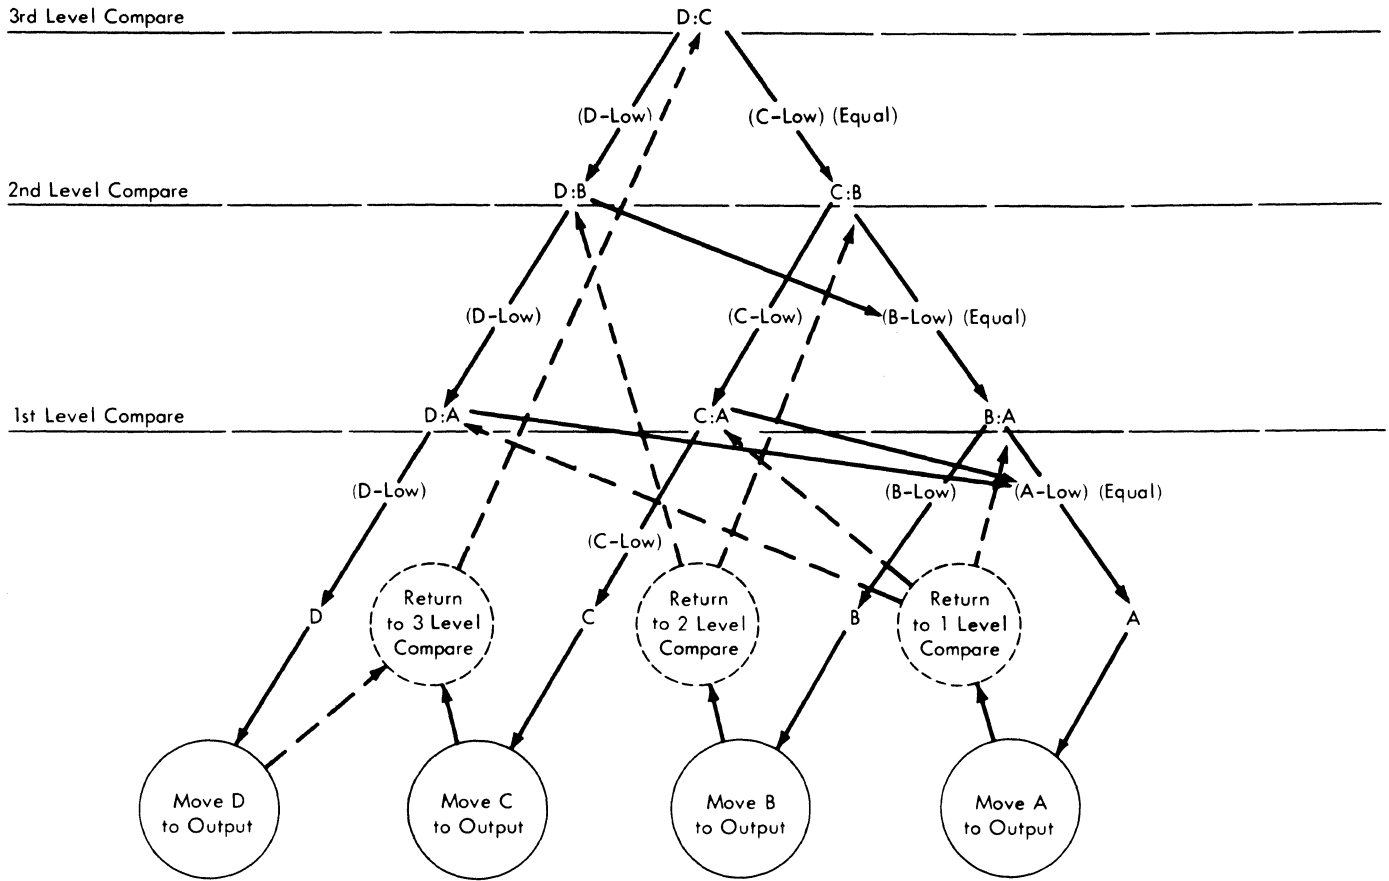 3rd Level Compare
D:C
(D-Low)
(C-Low) (Equal)
2nd Level Compare
D:B
C:B
(D-Low)
(C-Low)
(B-Low) (Equal)
1st Level Compare
D:A
C:A
B:A
(D-Low)
(B-Low)
(A-Low) (Equal)
(C-Low)
D
Return
to 3 Level
Compare
C
Return
to 2 Level
Compare
B
Return
to 1 Level
Compare
A
Move D
to Output
Move C
to Output
Move B
to Output
Move A
to Output